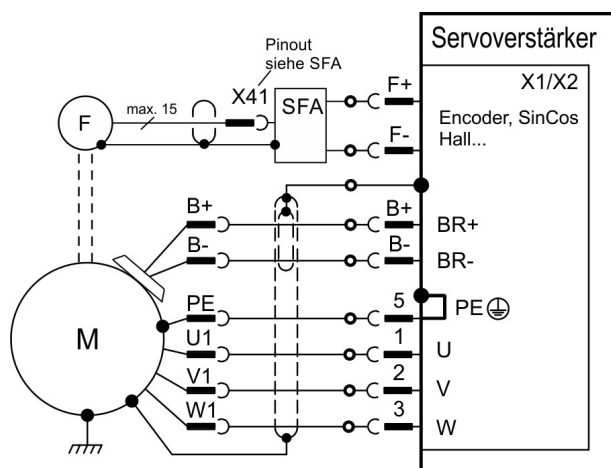 Servoverstärker
Pinout
siehe SFA
X1/X2
F+
max. 15
X41
SFA
F
Encoder, SinCos
Hall...
F-
B+
B+
BR+
B-
B-
BR-
PE
5
PE
M
U1
1
U
V1
2
V
W1
3
W